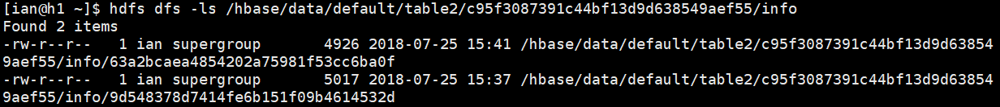 [ian@h1 ~]$ hdfs dfs -ls /hbase/data/default/table2/c95f3087391c44bf13d9d638549aef55/info
Found 2 items
-rw-r--r--   1 ian supergroup       4926 2018-07-25 15:41 /hbase/data/default/table2/c95f3087391c44bf13d9d63854
9aef55/info/63a2bcaea4854202a75981f53cc6ba0f
-rw-r--r--   1 ian supergroup       5017 2018-07-25 15:37 /hbase/data/default/table2/c95f3087391c44bf13d9d63854
9aef55/info/9d548378d7414fe6b151f09b4614532d